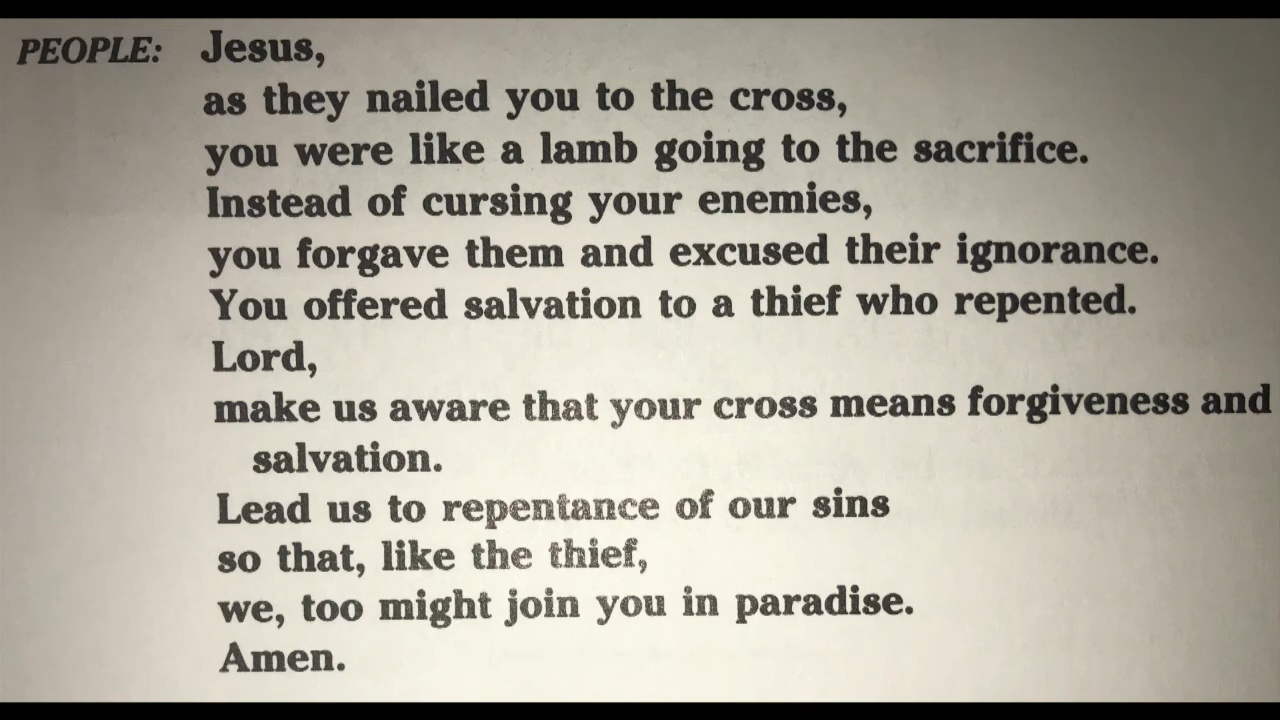 PEOPLE: Jesus,
as they nailed you to the cross,
you were like a lamb going to the sacrifice.
Instead of cursing your enemies,
you forgave them and excused their ignorance.
You offered salvation to a thief who repented.
Lord,
make us aware that your cross means forgiveness and
salvation.
Lead us to repentance of our sins
so that, like the thief,
we, too might join you in paradise.
Amen.